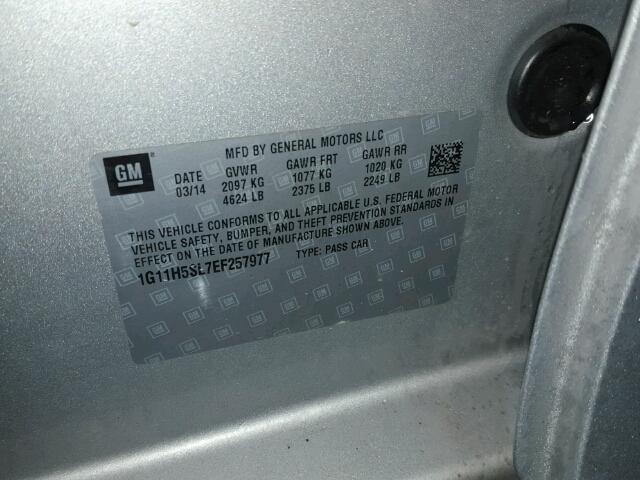 MFD BY GENERAL MOTORS LLC
GM
DATE GVWR GAWR FRT GAWR RR
03/14 2097 KG 1077 KG 1020 KG
4624 LB 2375 LB 2249 LB
THIS VEHICLE CONFORMS TO ALL APPLICABLE U.S. FEDERAL MOTOR
VEHICLE SAFETY, BUMPER, AND THEFT PREVENTION STANDARDS IN
EFFECT ON THE DATE OF MANUFACTURE SHOWN ABOVE.
1G11H5SL7EF257977 TYPE: PASS CAR